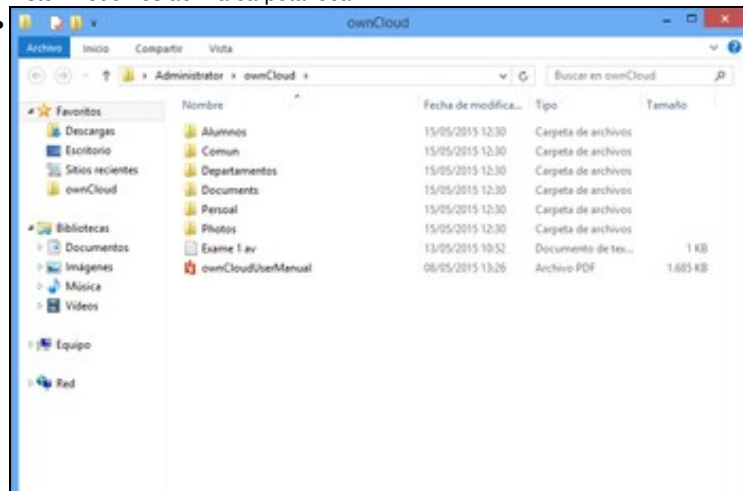 ownCloud
Archivo Inicio Compartir Vista
Administrator ownCloud Buscar en ownCloud
Nombre Fecha de modifica... Tipo Tamaño
Favoritos
Descargas
Escritorio
Sitios recientes
ownCloud
Bibliotecas
Documentos
Imágenes
Música
Vídeos
Equipo
Red
Alumnos 15/05/2015 12:30 Carpeta de archivos
Comun 15/05/2015 12:30 Carpeta de archivos
Departamentos 15/05/2015 12:30 Carpeta de archivos
Documents 15/05/2015 12:30 Carpeta de archivos
Persoal 15/05/2015 12:30 Carpeta de archivos
Photos 15/05/2015 12:30 Carpeta de archivos
Exame 1 av 13/05/2015 10:52 Documento de tex... 1 KB
ownCloudUserManual 08/05/2015 13:26 Archivo PDF 1.685 KB